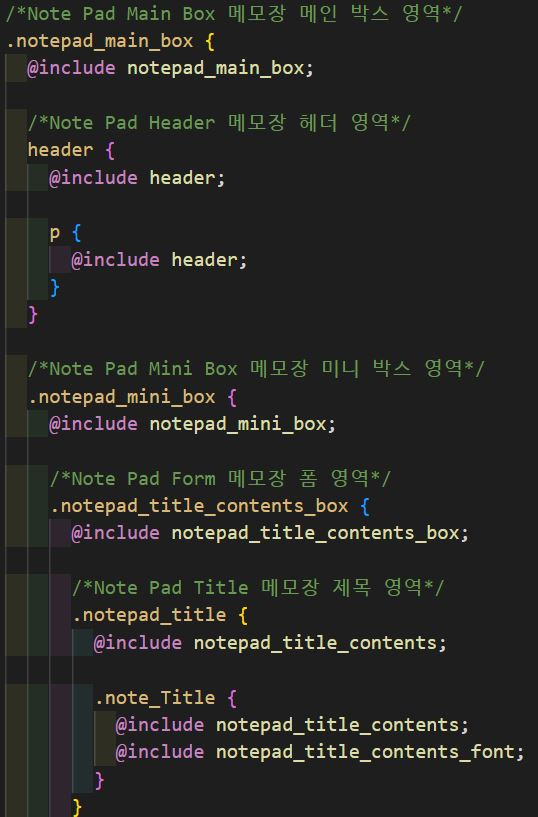 /*Note Pad Main Box 메모장 메인 박스 영역*/
.notepad_main_box {
@include notepad_main_box;
/*Note Pad Header 메모장 헤더 영역*/
header {
@include header;
p {
@include header;
}
}
/*Note Pad Mini Box 메모장 미니 박스 영역*/
.notepad_mini_box {
@include notepad_mini_box;
/*Note Pad Form 메모장 폼 영역*/
.notepad_title_contents_box {
@include notepad_title_contents_box;
/*Note Pad Title 메모장 제목 영역*/
.notepad_title {
@include notepad_title_contents;
.note_Title {
@include notepad_title_contents;
@include notepad_title_contents_font;
}
}